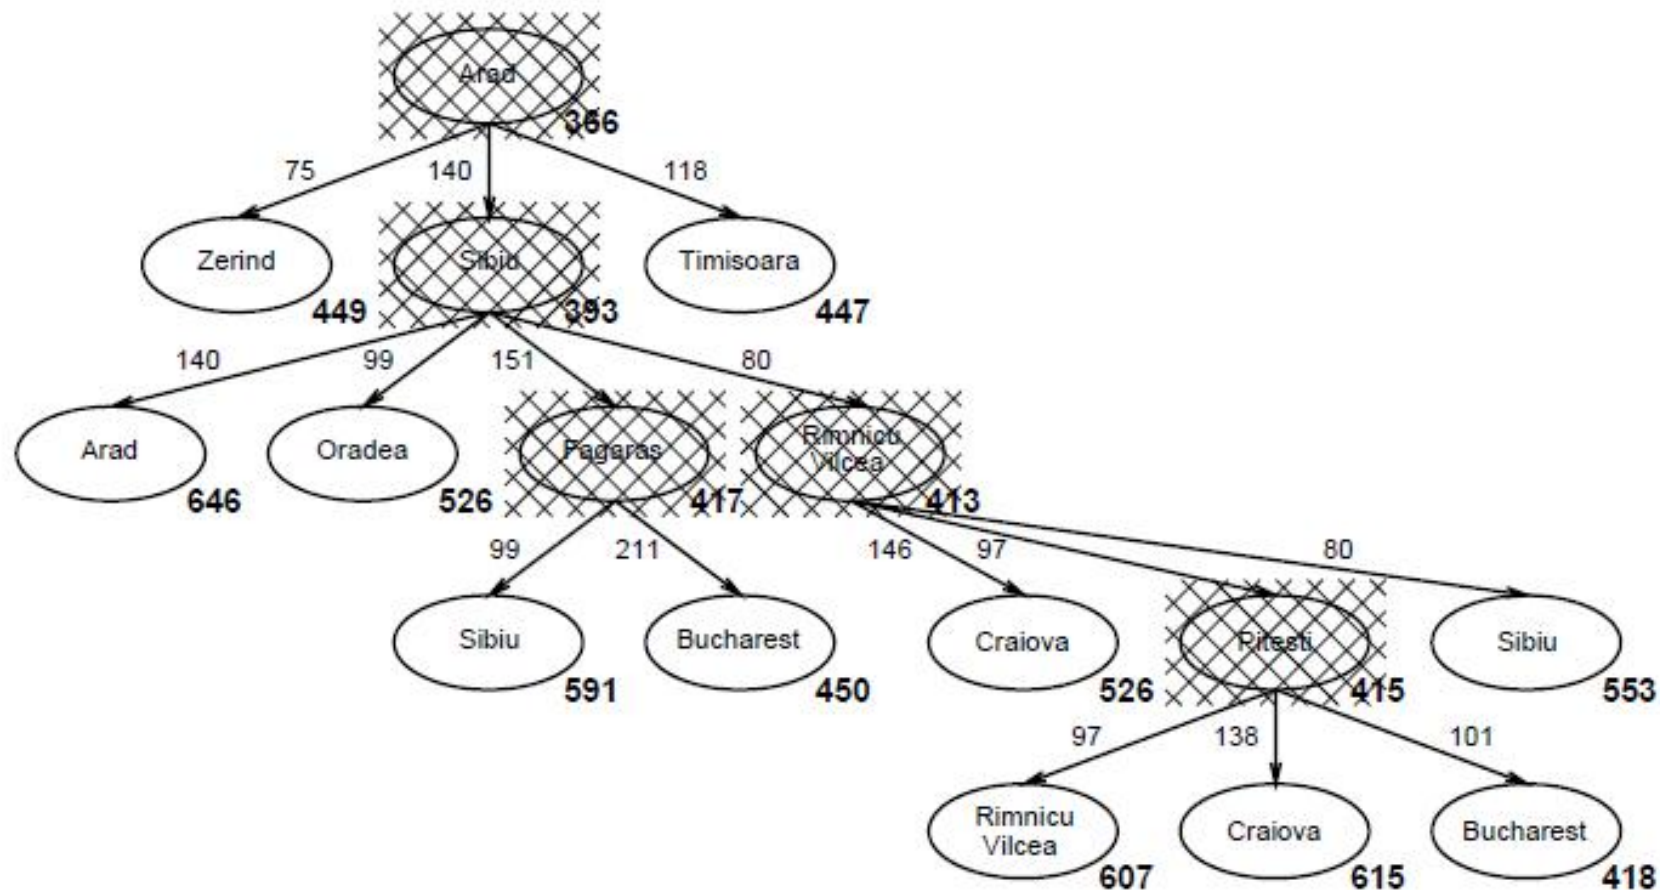 Arad
366
75
140
118
Zerind
449
Sibiu
393
Timisoara
447
140
99
151
80
Arad
646
Oradea
526
Fagaras
417
Rimnicu
Vilcea
413
99
211
146
97
80
Sibiu
591
Bucharest
450
Craiova
526
Pitesti
415
Sibiu
553
97
138
101
Rimnicu
Vilcea
607
Craiova
615
Bucharest
418